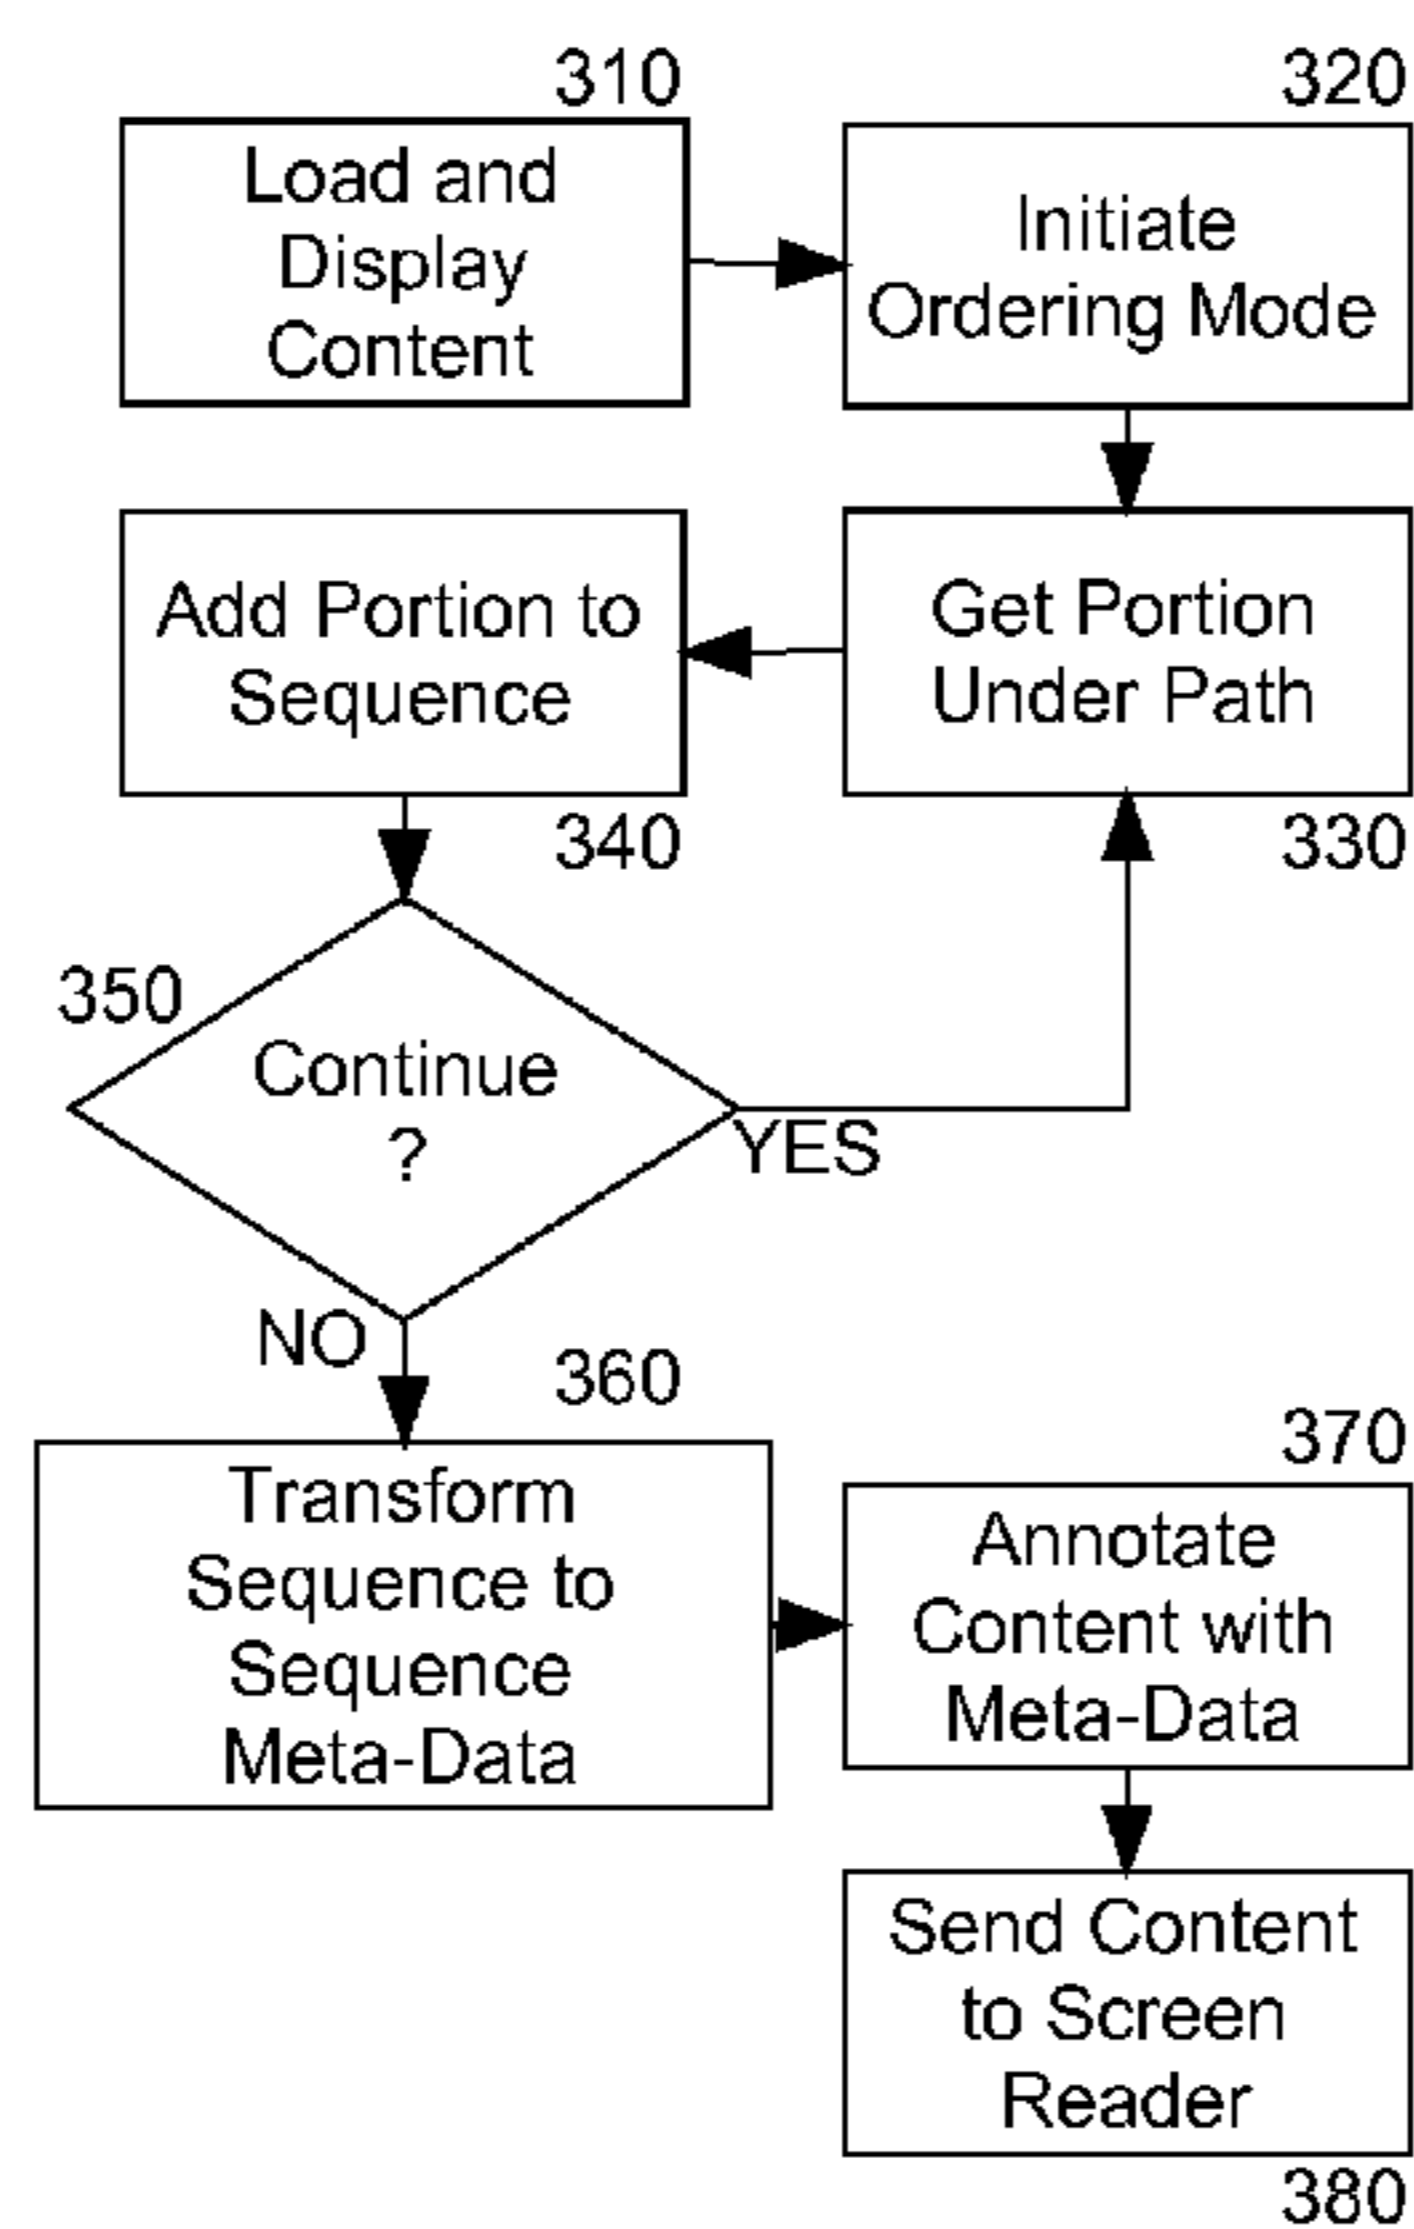 310
Load and
Display
Content
320
Initiate
Ordering Mode
Get Portion
Under Path
330
Add Portion to
Sequence
340
350
Continue
?
YES
NO
360
Transform
Sequence to
Sequence
Meta-Data
370
Annotate
Content with
Meta-Data
Send Content
to Screen
Reader
380